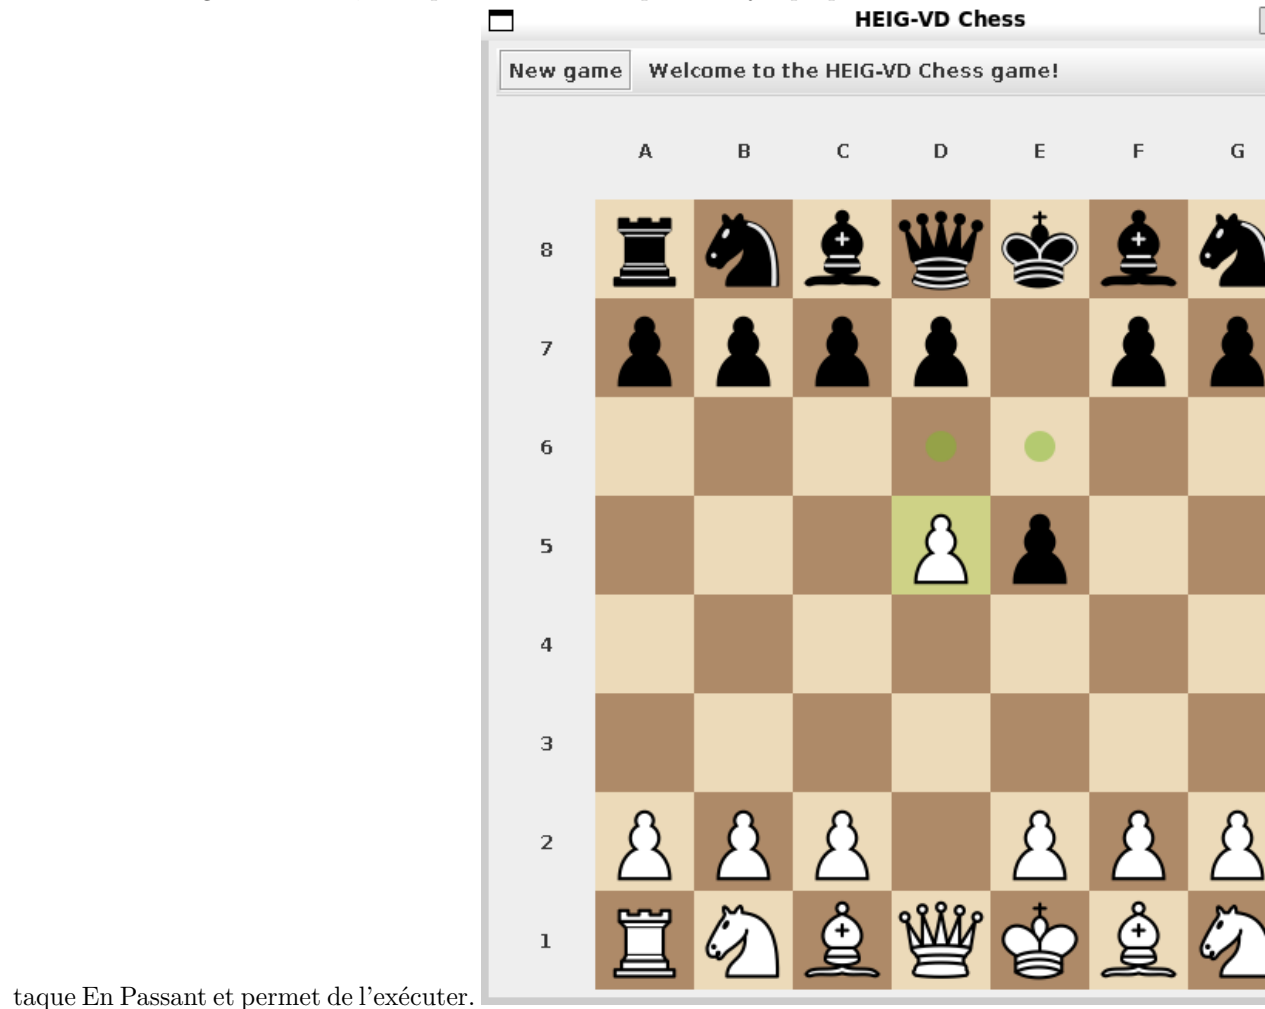 HEIG-VD Chess
New game Welcome to the HEIG-VD Chess game!
A B C D E F G
8
7
6
5
4
3
2
1
taque En Passant et permet de l'exécuter.